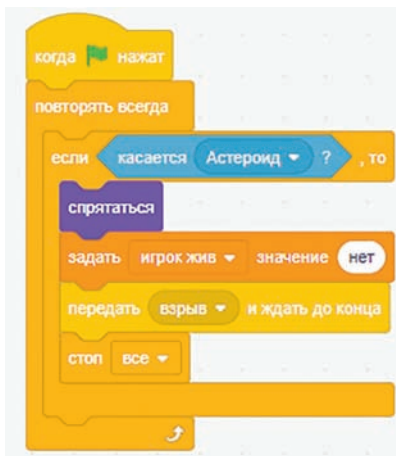 когда нажат
повторять всегда
если касается Астероид ? , то
спрятаться
задать игрок жив значение нет
передать взрыв и ждать до конца
стоп все